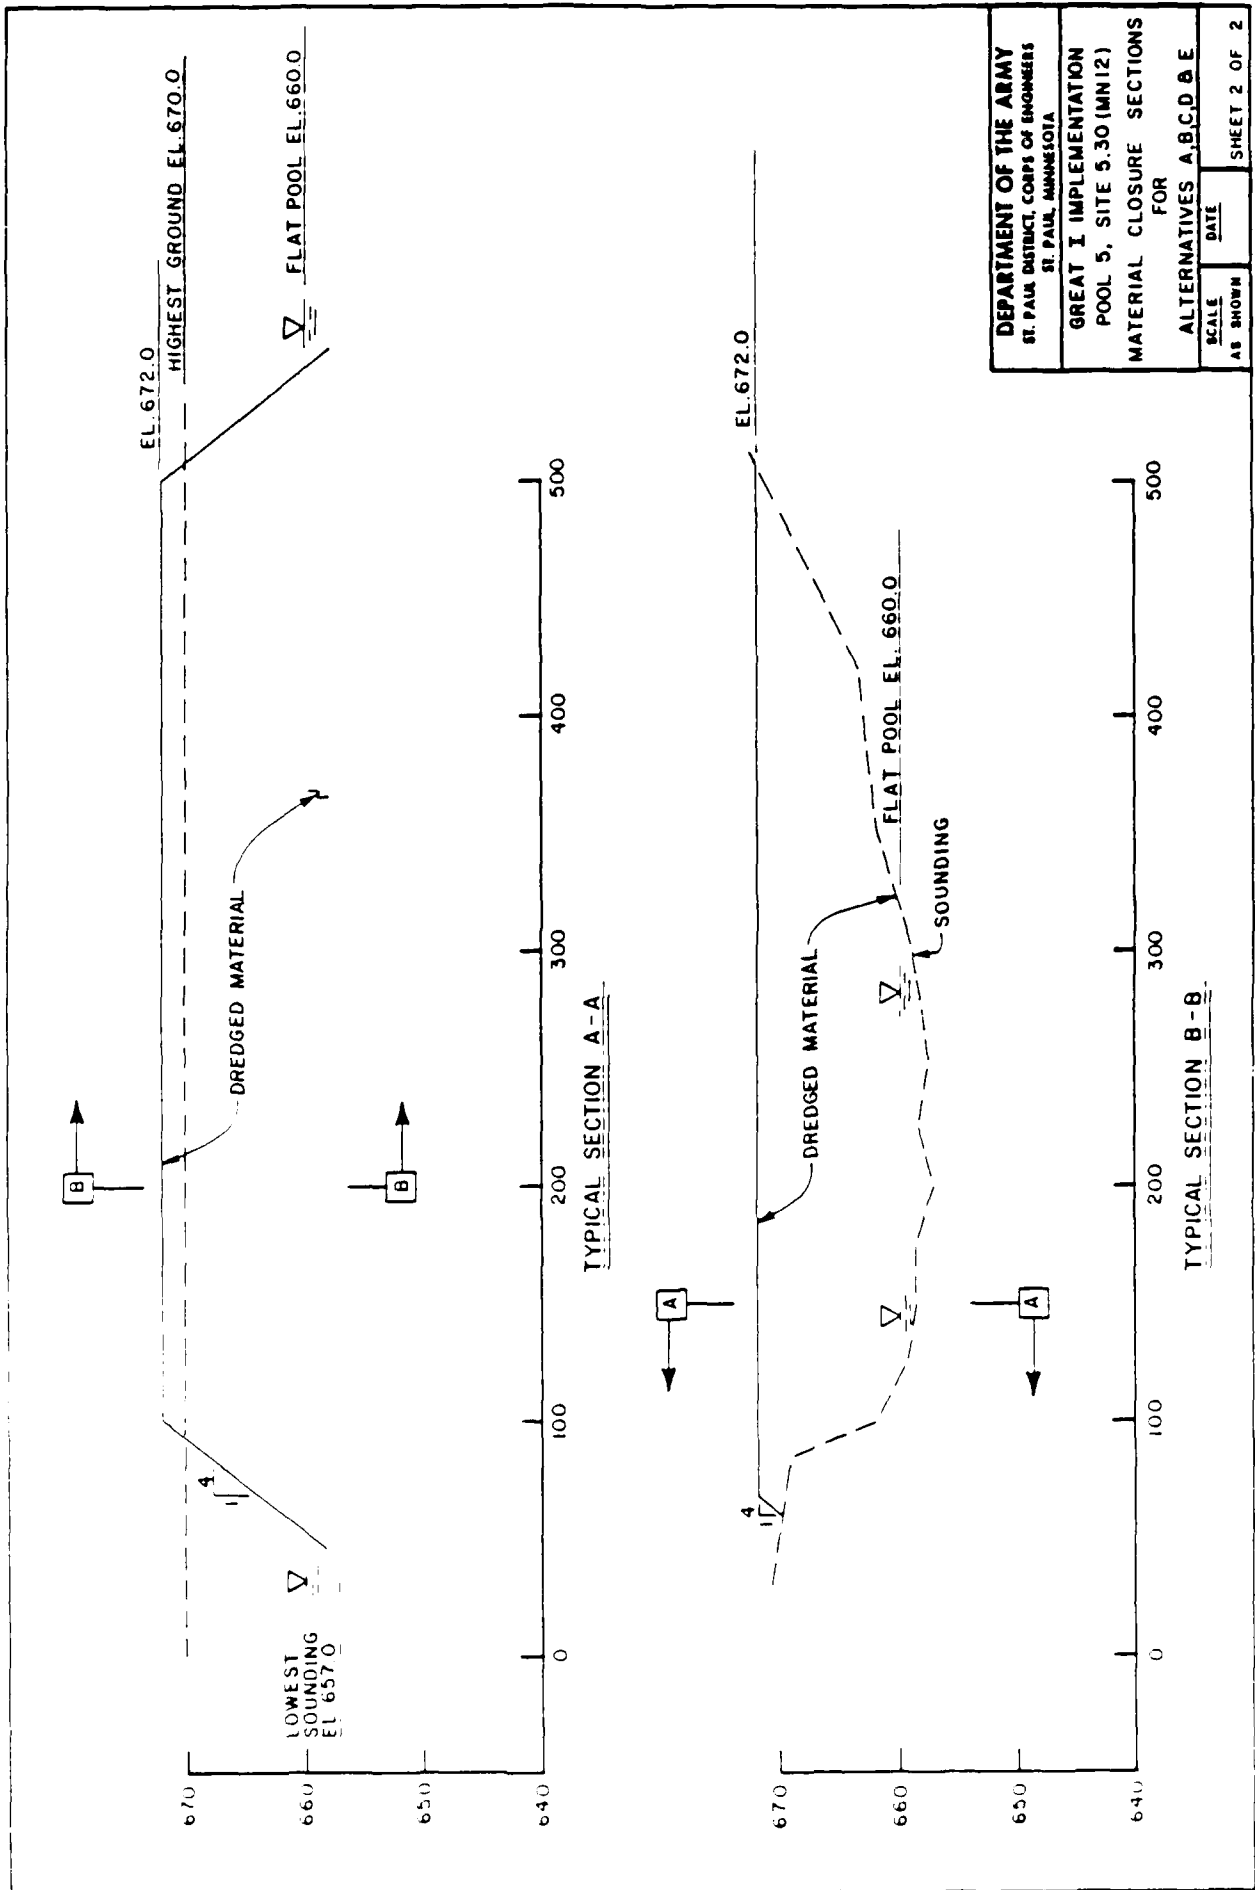 EL.672.0
HIGHEST GROUND EL.670.0
FLAT POOL EL.660.0
B
B
DREDGED MATERIAL
4
1
LOWEST
SOUNDING
EL 657.0
670
660
650
640
0
100
200
300
400
500
TYPICAL SECTION A-A
EL.672.0
A
A
DREDGED MATERIAL
FLAT POOL EL. 660.0
SOUNDING
4
1
670
660
650
640
0
100
200
300
400
500
TYPICAL SECTION B-B
DEPARTMENT OF THE ARMY
ST. PAUL DISTRICT, CORPS OF ENGINEERS
ST. PAUL, MINNESOTA
GREAT I IMPLEMENTATION
POOL 5, SITE 5.30 (MN12)
MATERIAL CLOSURE SECTIONS
FOR
ALTERNATIVES A,B,C,D & E
SCALE
AS SHOWN
DATE
SHEET 2 OF 2